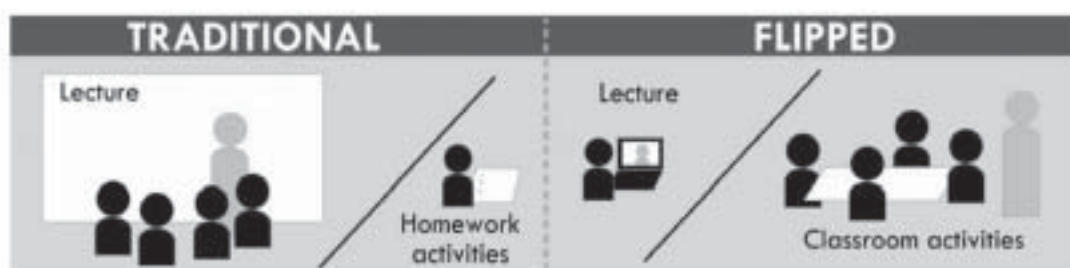 TRADITIONAL
Lecture
Homework
activities
FLIPPED
Lecture
Classroom activities